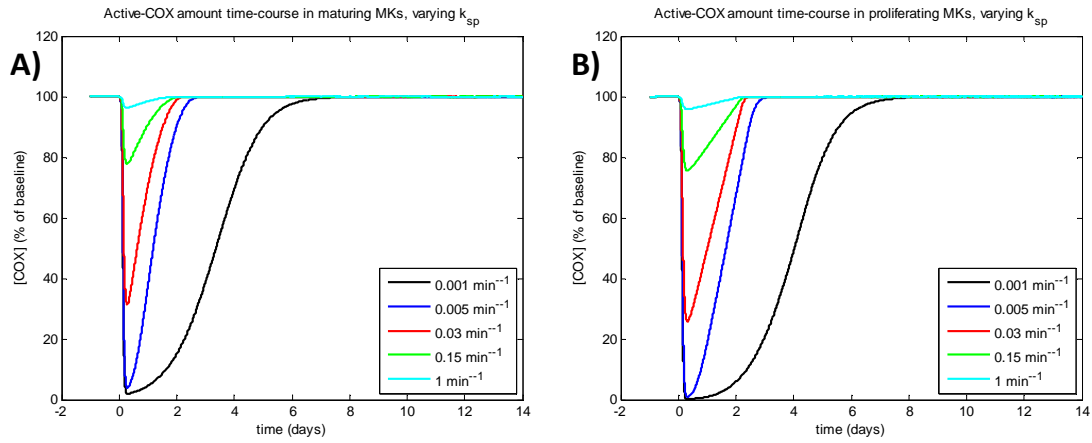 Active-COX amount time-course in maturing MKs, varying k_sp
A)
[COX] (% of baseline)
120
100
80
60
40
20
0
-2 0 2 4 6 8 10 12 14
time (days)
0.001 min⁻⁻¹
0.005 min⁻⁻¹
0.03 min⁻⁻¹
0.15 min⁻⁻¹
1 min⁻⁻¹
Active-COX amount time-course in proliferating MKs, varying k_sp
B)
[COX] (% of baseline)
120
100
80
60
40
20
0
-2 0 2 4 6 8 10 12 14
time (days)
0.001 min⁻⁻¹
0.005 min⁻⁻¹
0.03 min⁻⁻¹
0.15 min⁻⁻¹
1 min⁻⁻¹